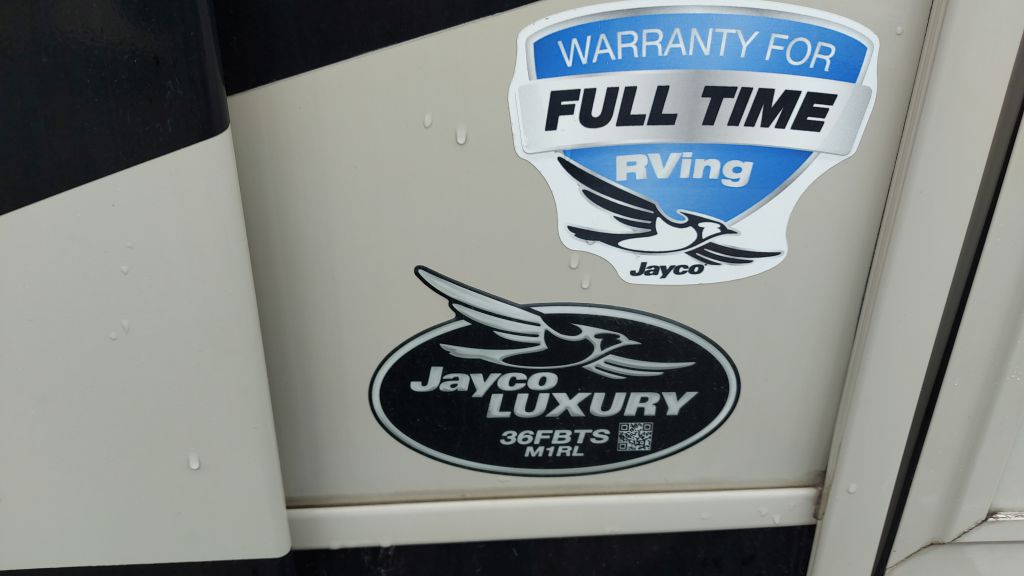 WARRANTY FOR
FULL TIME
RVing
Jayco
Jayco
LUXURY
36FBTS
M1RL